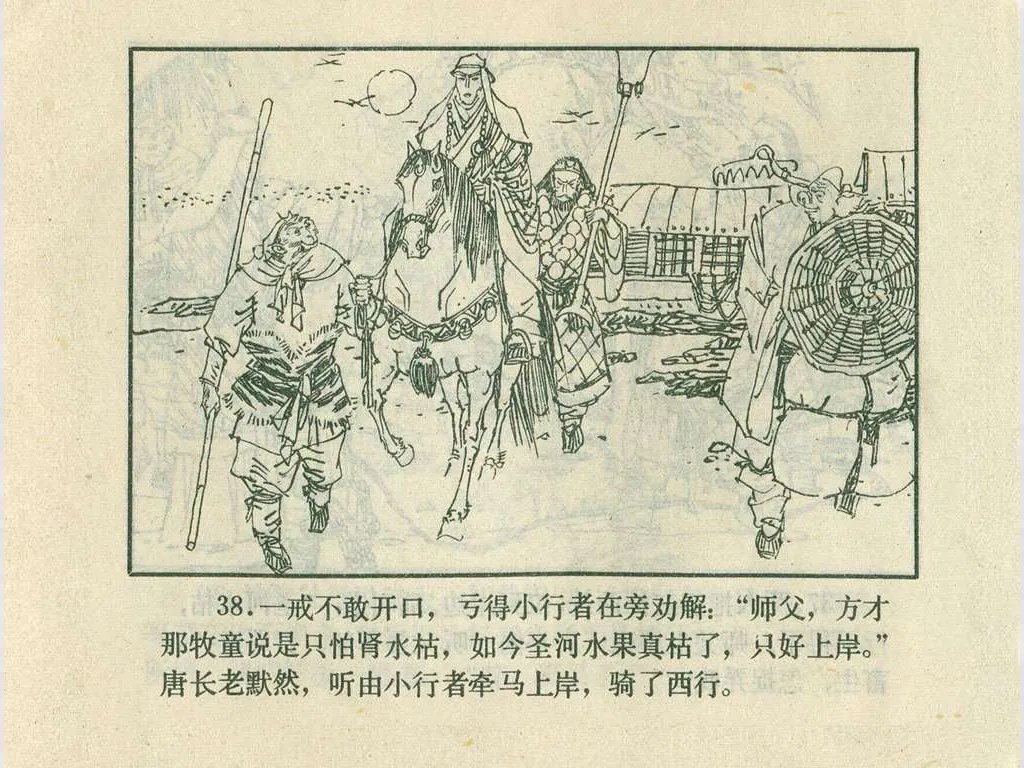 38.一戒不敢开口，亏得小行者在旁劝解：“师父，方才
那牧童说是只怕肾水枯，如今圣河水果真枯了，只好上岸。”
唐长老默然，听由小行者牵马上岸，骑了西行。